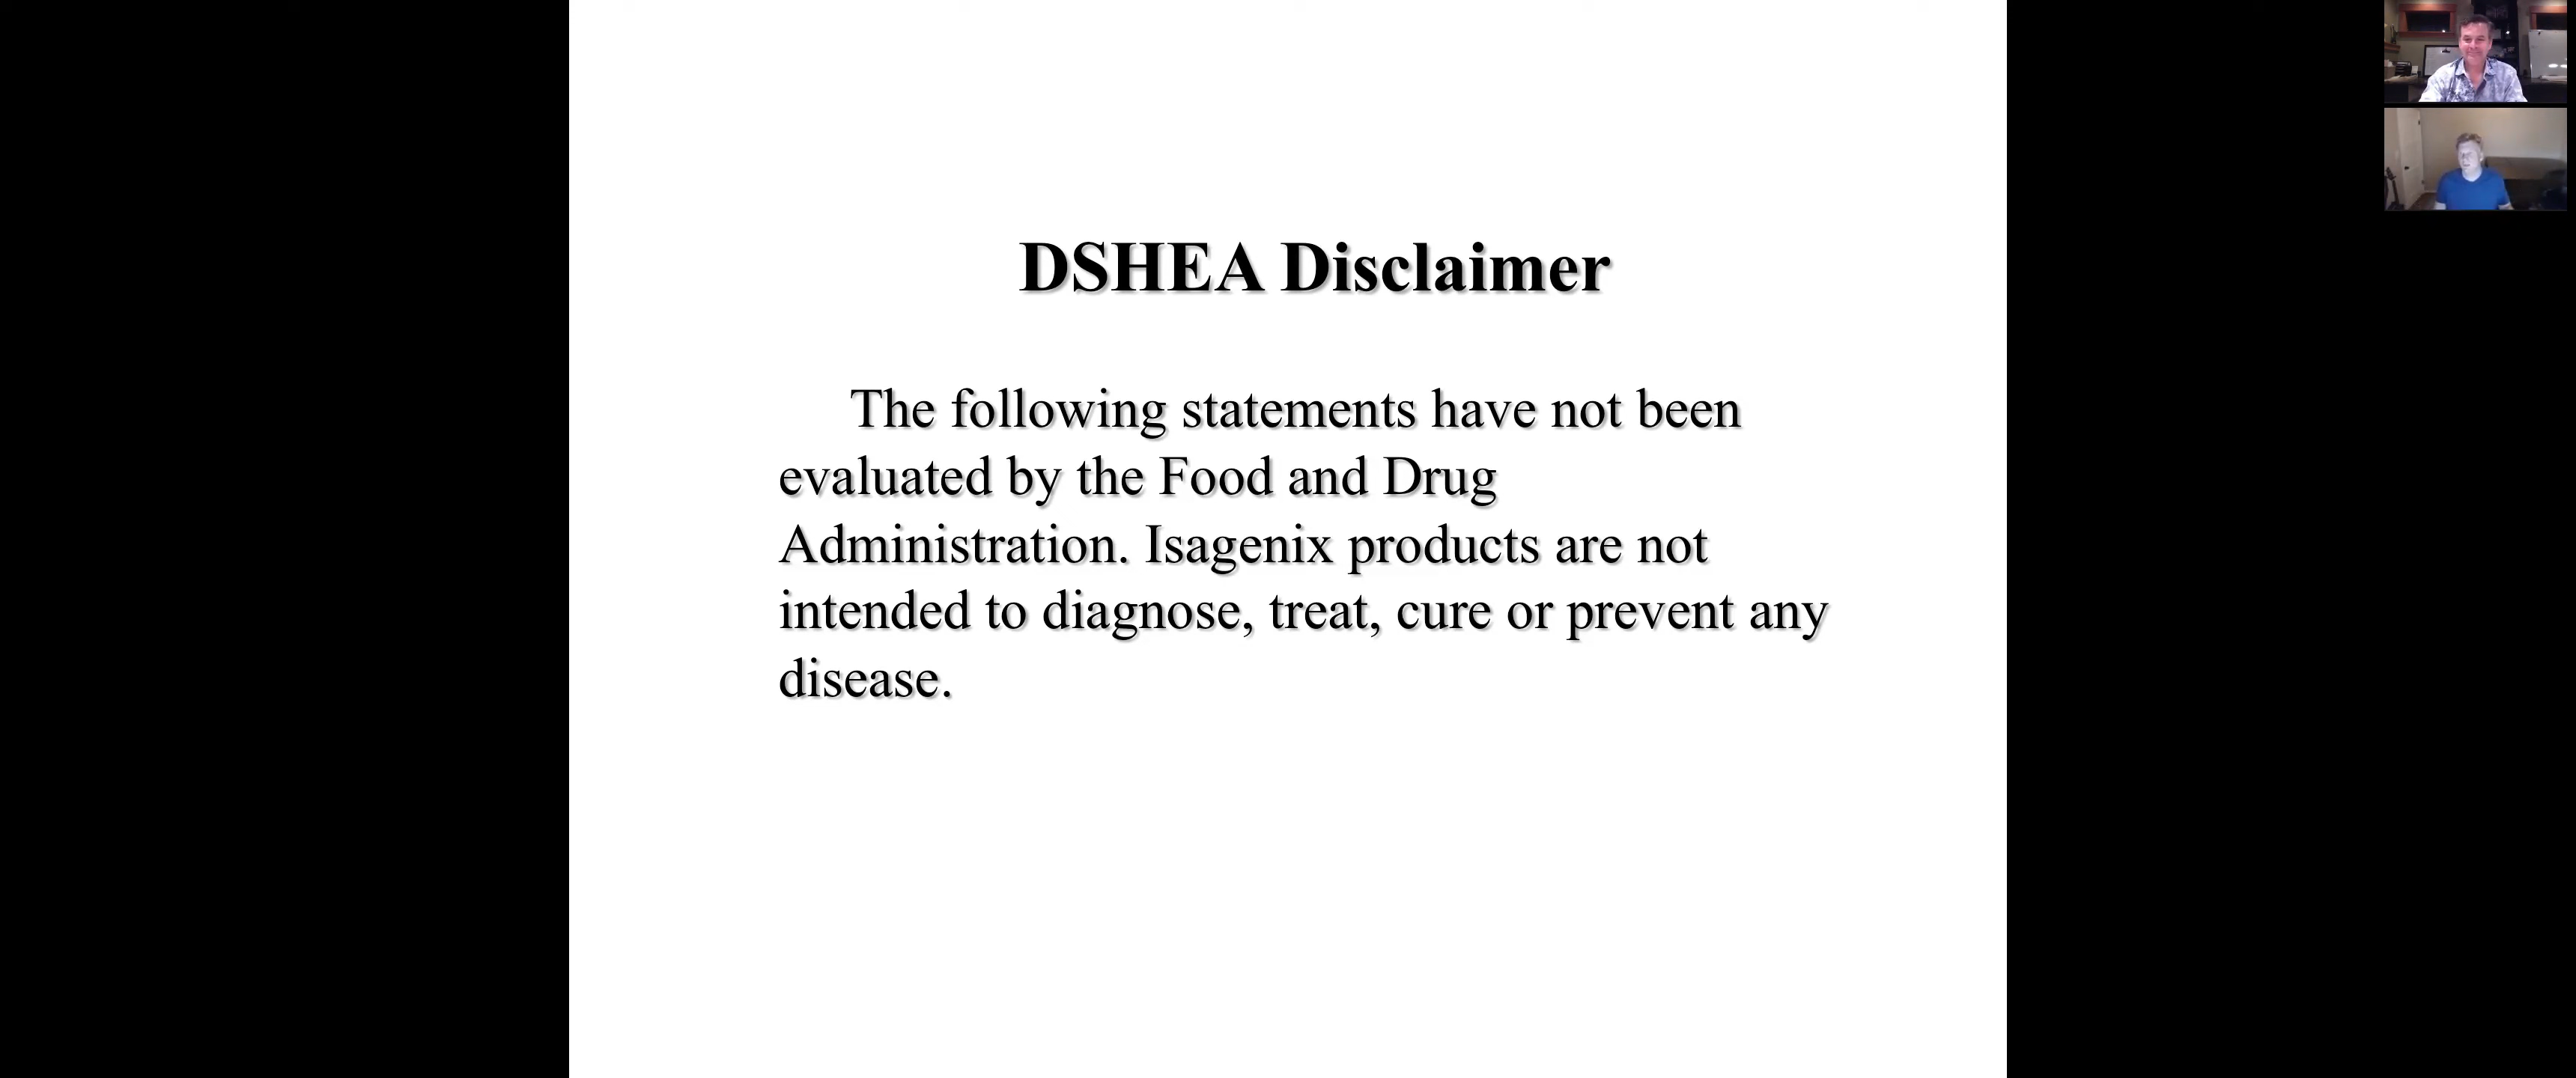 DSHEA Disclaimer
The following statements have not been
evaluated by the Food and Drug
Administration. Isagenix products are not
intended to diagnose, treat, cure or prevent any
disease.